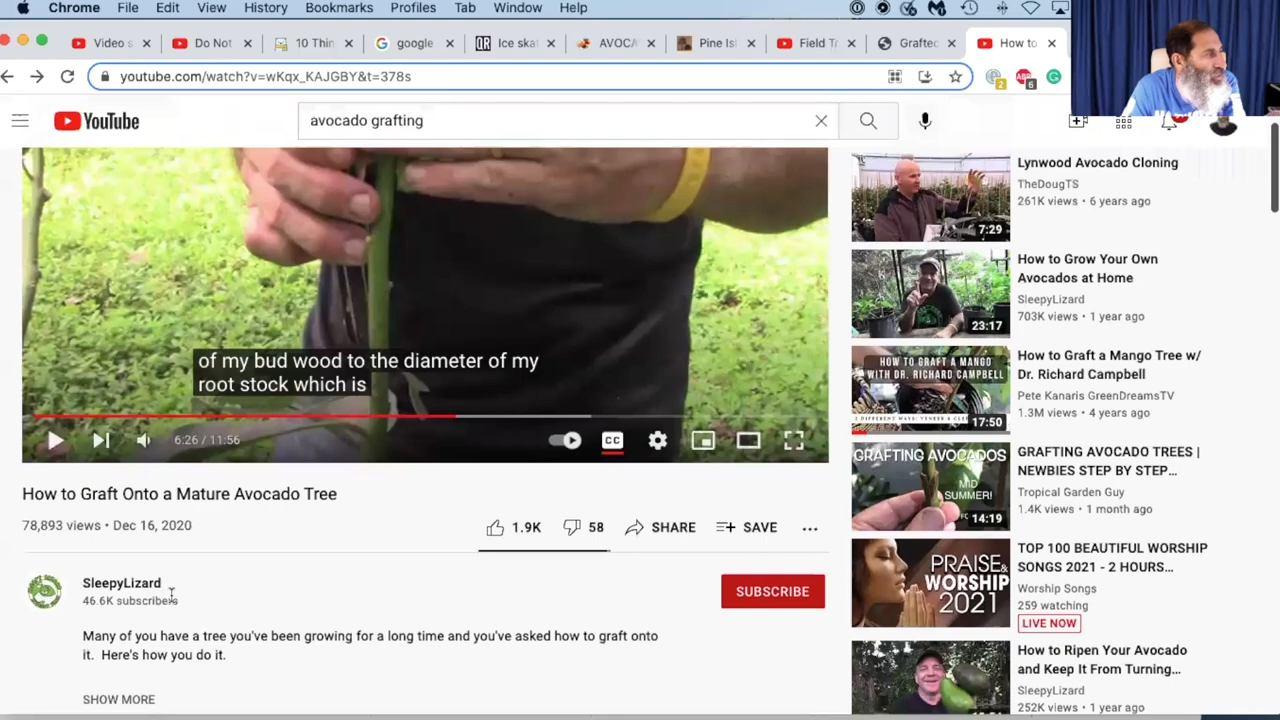 Chrome File Edit View History Bookmarks Profiles Tab Window Help
Video s Do Not 10 Thin google Ice ska AVOC/ Pine Is Field T Graftec How to
youtube.com/watch?v=wKqx_KAJGBY&t=378s
2
ABP
6
YouTube
avocado grafting
of my bud wood to the diameter of my
root stock which is
6:26 / 11:56
CC
How to Graft Onto a Mature Avocado Tree
78,893 views • Dec 16, 2020
1.9K 58 SHARE SAVE
SleepyLizard
46.6K subscribers
SUBSCRIBE
Many of you have a tree you've been growing for a long time and you've asked how to graft onto
it. Here's how you do it.
SHOW MORE
7:29
Lynwood Avocado Cloning
TheDougTS
261K views • 6 years ago
23:17
How to Grow Your Own
Avocados at Home
SleepyLizard
703K views • 1 year ago
HOW TO GRAFT A MANGO
WITH DR. RICHARD CAMPBELL
17:50
How to Graft a Mango Tree w/
Dr. Richard Campbell
Pete Kanaris GreenDreamsTV
1.3M views • 4 years ago
GRAFTING AVOCADOS
MID
SUMMER!
14:19
GRAFTING AVOCADO TREES |
NEWBIES STEP BY STEP...
Tropical Garden Guy
1.4K views • 1 month ago
PRAISE &
WORSHIP
2021
TOP 100 BEAUTIFUL WORSHIP
SONGS 2021 - 2 HOURS...
Worship Songs
259 watching
LIVE NOW
How to Ripen Your Avocado
and Keep It From Turning...
SleepyLizard
252K views • 1 year ago